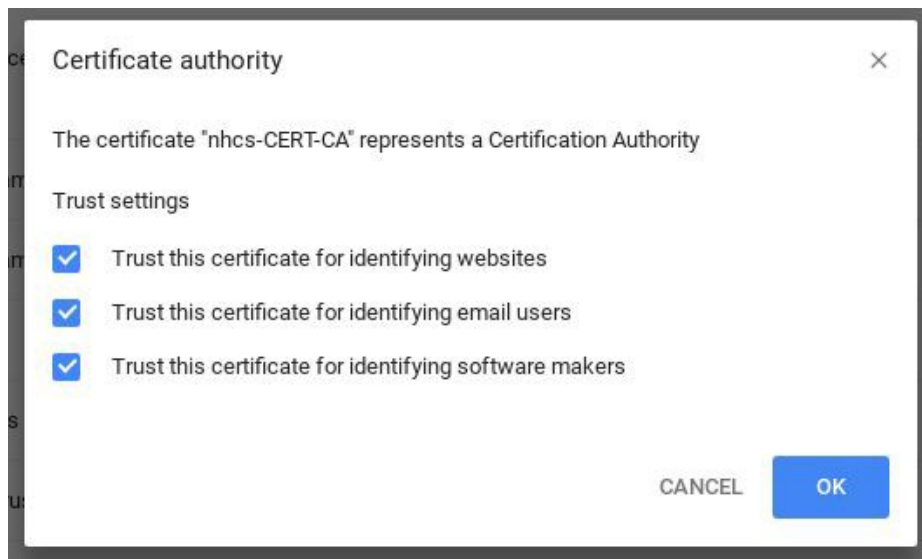 Certificate authority
The certificate "nhcs-CERT-CA" represents a Certification Authority
Trust settings
Trust this certificate for identifying websites
Trust this certificate for identifying email users
Trust this certificate for identifying software makers
CANCEL OK